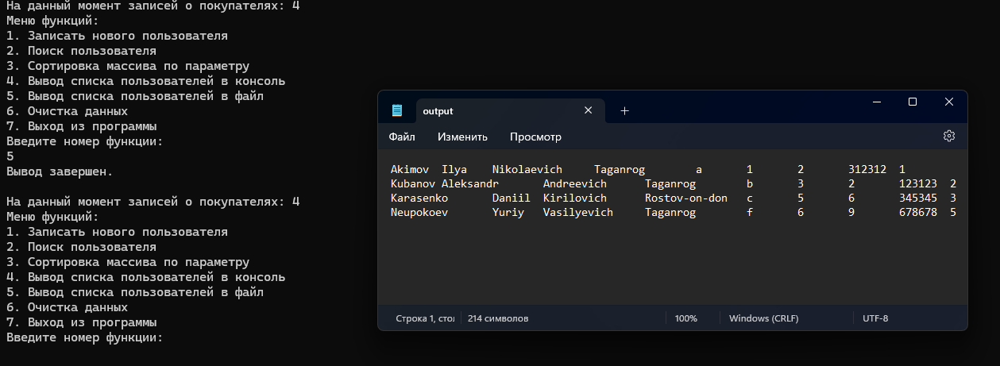 На данный момент записей о покупателях: 4
Меню функций:
1. Записать нового пользователя
2. Поиск пользователя
3. Сортировка массива по параметру
4. Вывод списка пользователей в консоль
5. Вывод списка пользователей в файл
6. Очистка данных
7. Выход из программы
Введите номер функции:
5
Вывод завершен.
На данный момент записей о покупателях: 4
Меню функций:
1. Записать нового пользователя
2. Поиск пользователя
3. Сортировка массива по параметру
4. Вывод списка пользователей в консоль
5. Вывод списка пользователей в файл
6. Очистка данных
7. Выход из программы
Введите номер функции:
output
Файл Изменить Просмотр
Akimov Ilya Nikolaevich Taganrog a 1 2 312312 1
Kubanov Aleksandr Andreevich Taganrog b 3 2 123123 2
Karasenko Daniil Kirilovich Rostov-on-don c 5 6 345345 3
Neupokoev Yuriy Vasilyevich Taganrog f 6 9 678678 5
Строка 1, 214 символов 100% Windows (CRLF) UTF-8